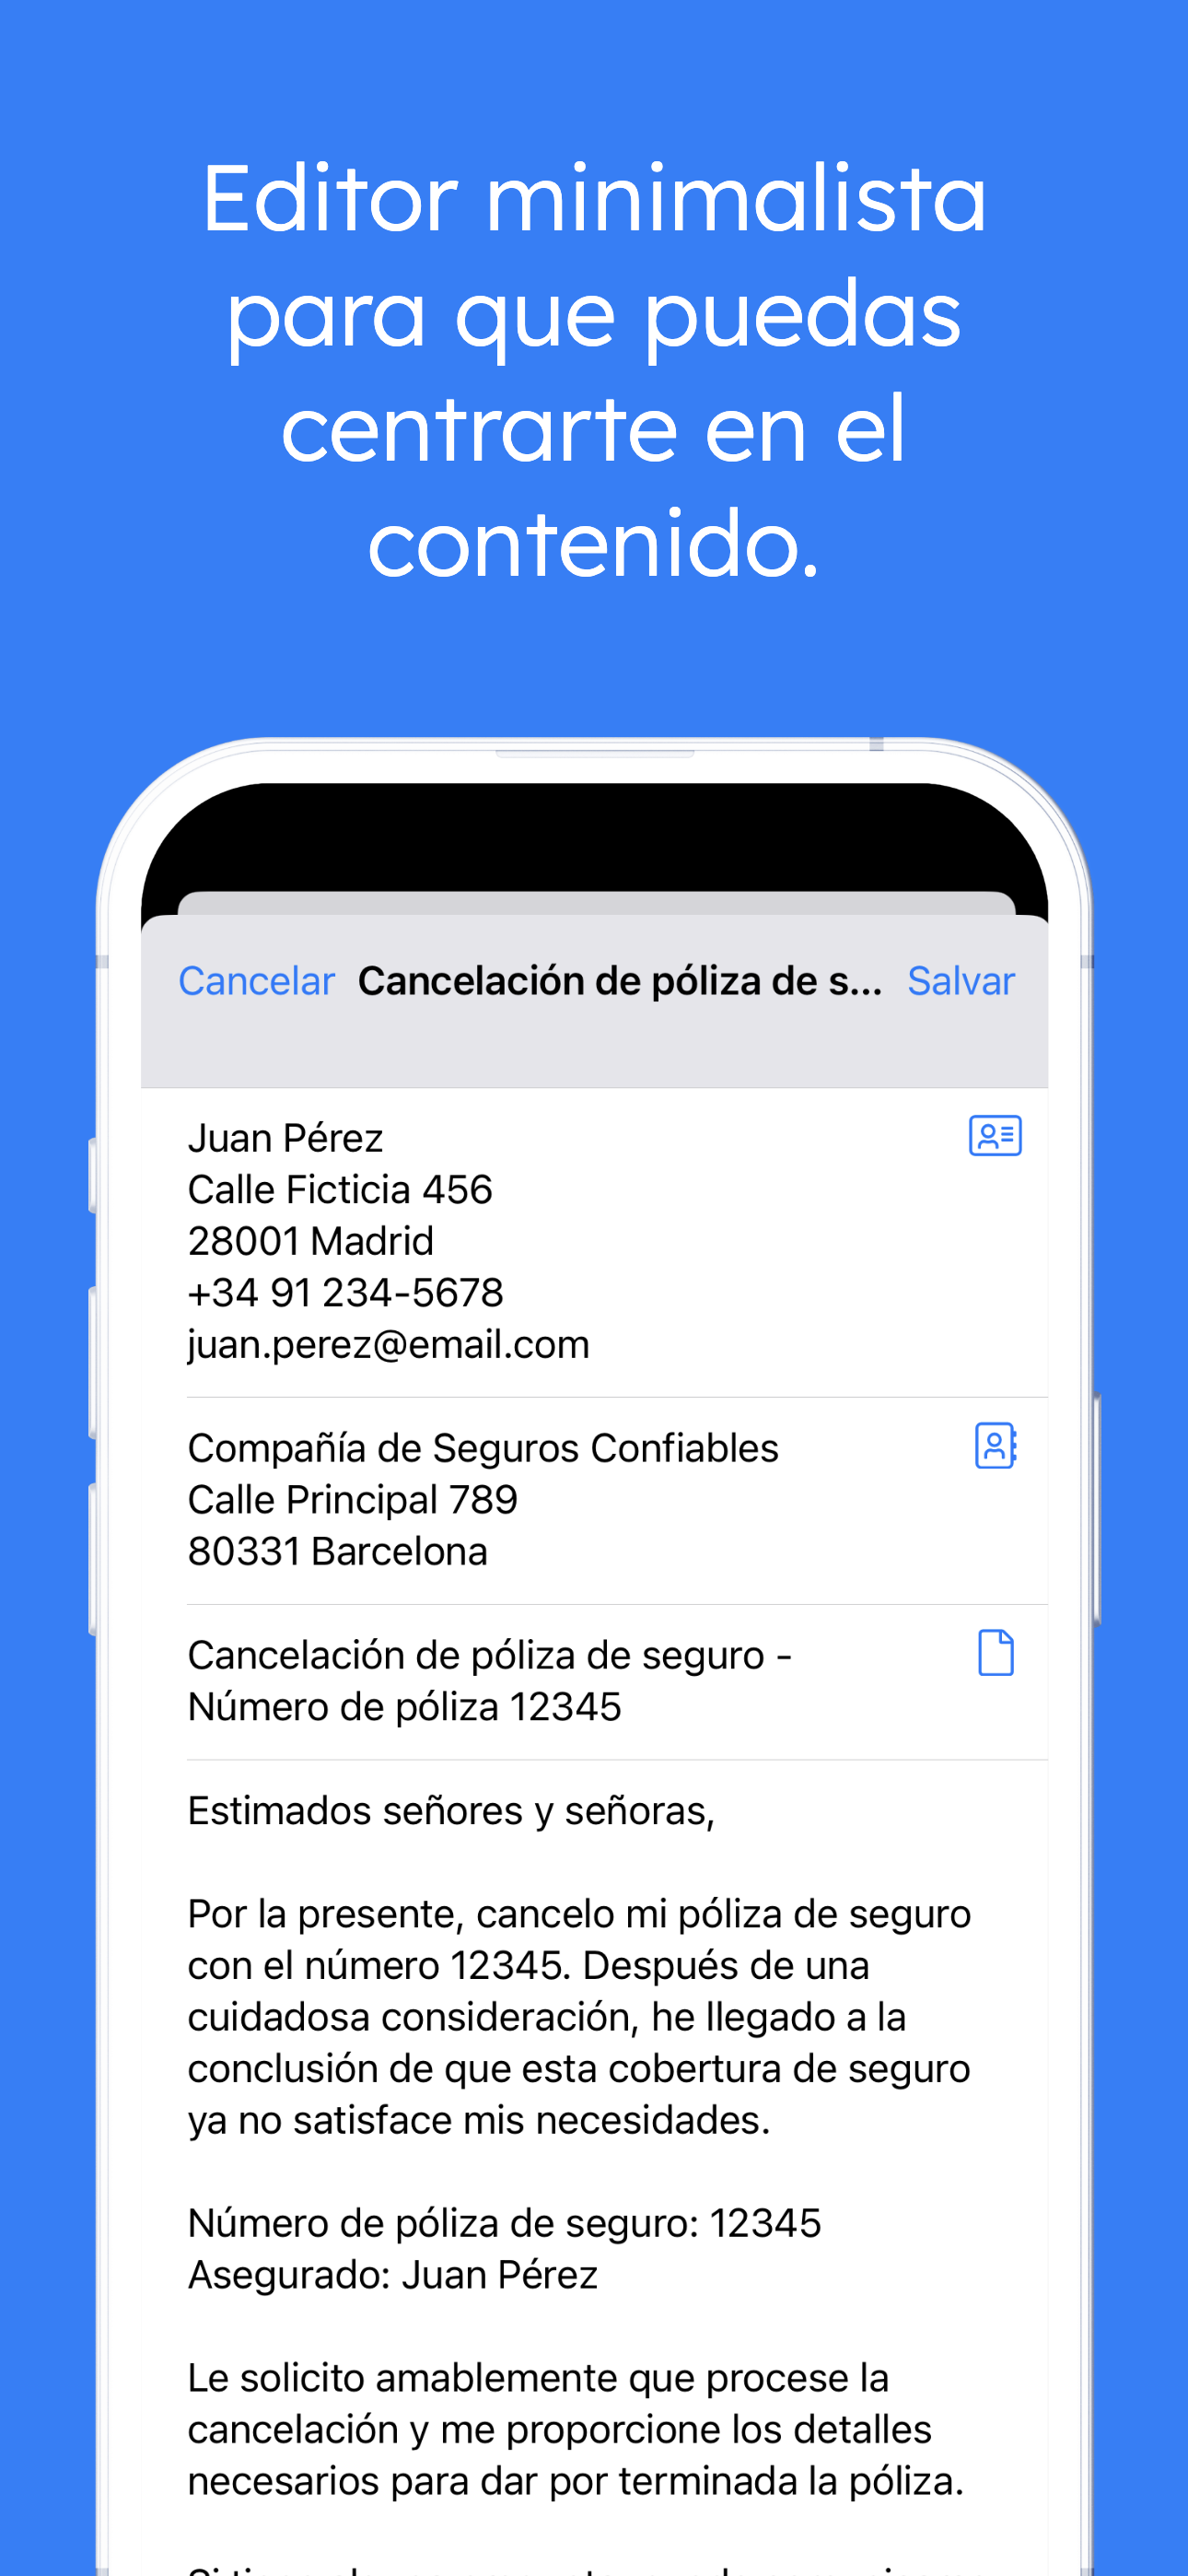 Editor minimalista
para que puedas
centrarte en el
contenido.
Cancelar Cancelación de póliza de s... Salvar
Juan Pérez
Calle Ficticia 456
28001 Madrid
+34 91 234-5678
juan.perez@email.com
Compañía de Seguros Confiables
Calle Principal 789
80331 Barcelona
Cancelación de póliza de seguro -
Número de póliza 12345
Estimados señores y señoras,
Por la presente, cancelo mi póliza de seguro
con el número 12345. Después de una
cuidadosa consideración, he llegado a la
conclusión de que esta cobertura de seguro
ya no satisface mis necesidades.
Número de póliza de seguro: 12345
Asegurado: Juan Pérez
Le solicito amablemente que procese la
cancelación y me proporcione los detalles
necesarios para dar por terminada la póliza.